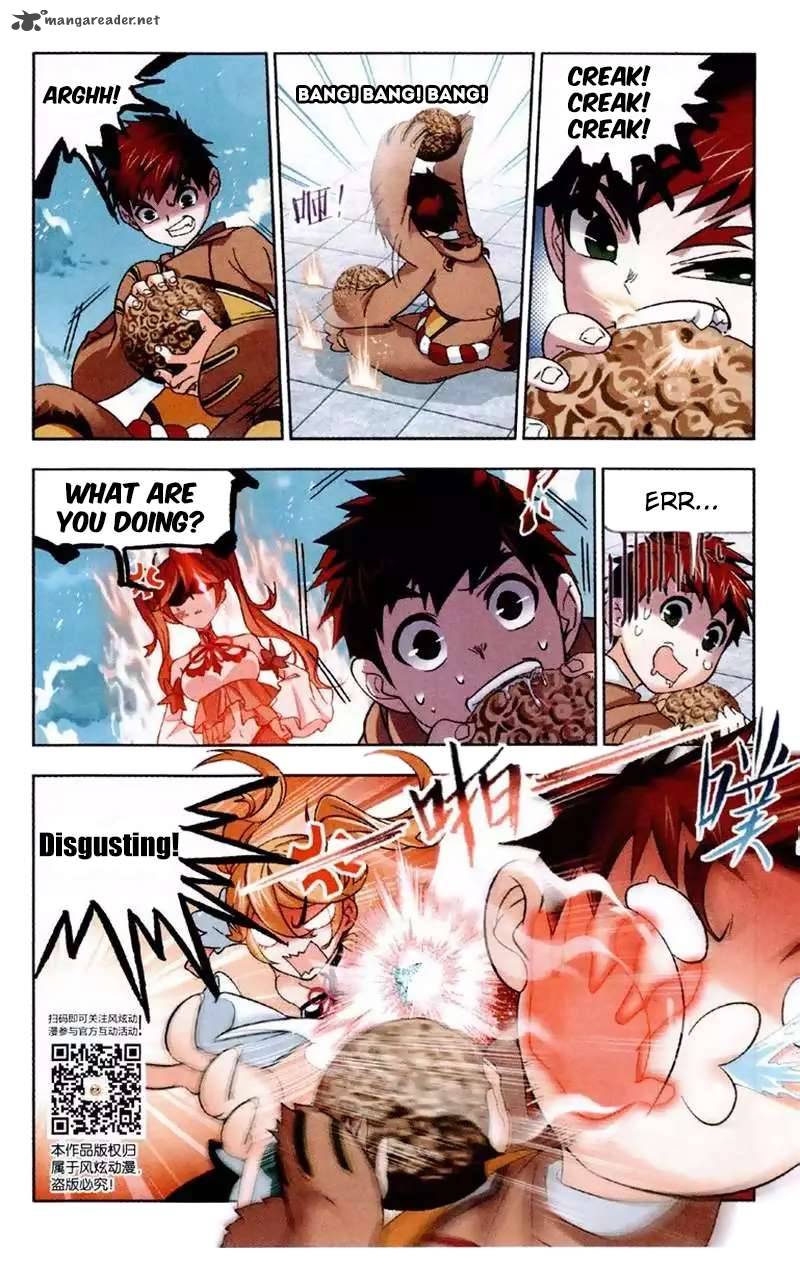 mangareader.net
ARGHH!
BANG! BANG! BANG!
咂!
CREAK!
CREAK!
CREAK!
WHAT ARE
YOU DOING?
ERR...
Disgusting!
啪
噗
扫码即可关注风炫动
漫参与官方互动活动!
本作品版权归
属于风炫动漫,
盗版必究!